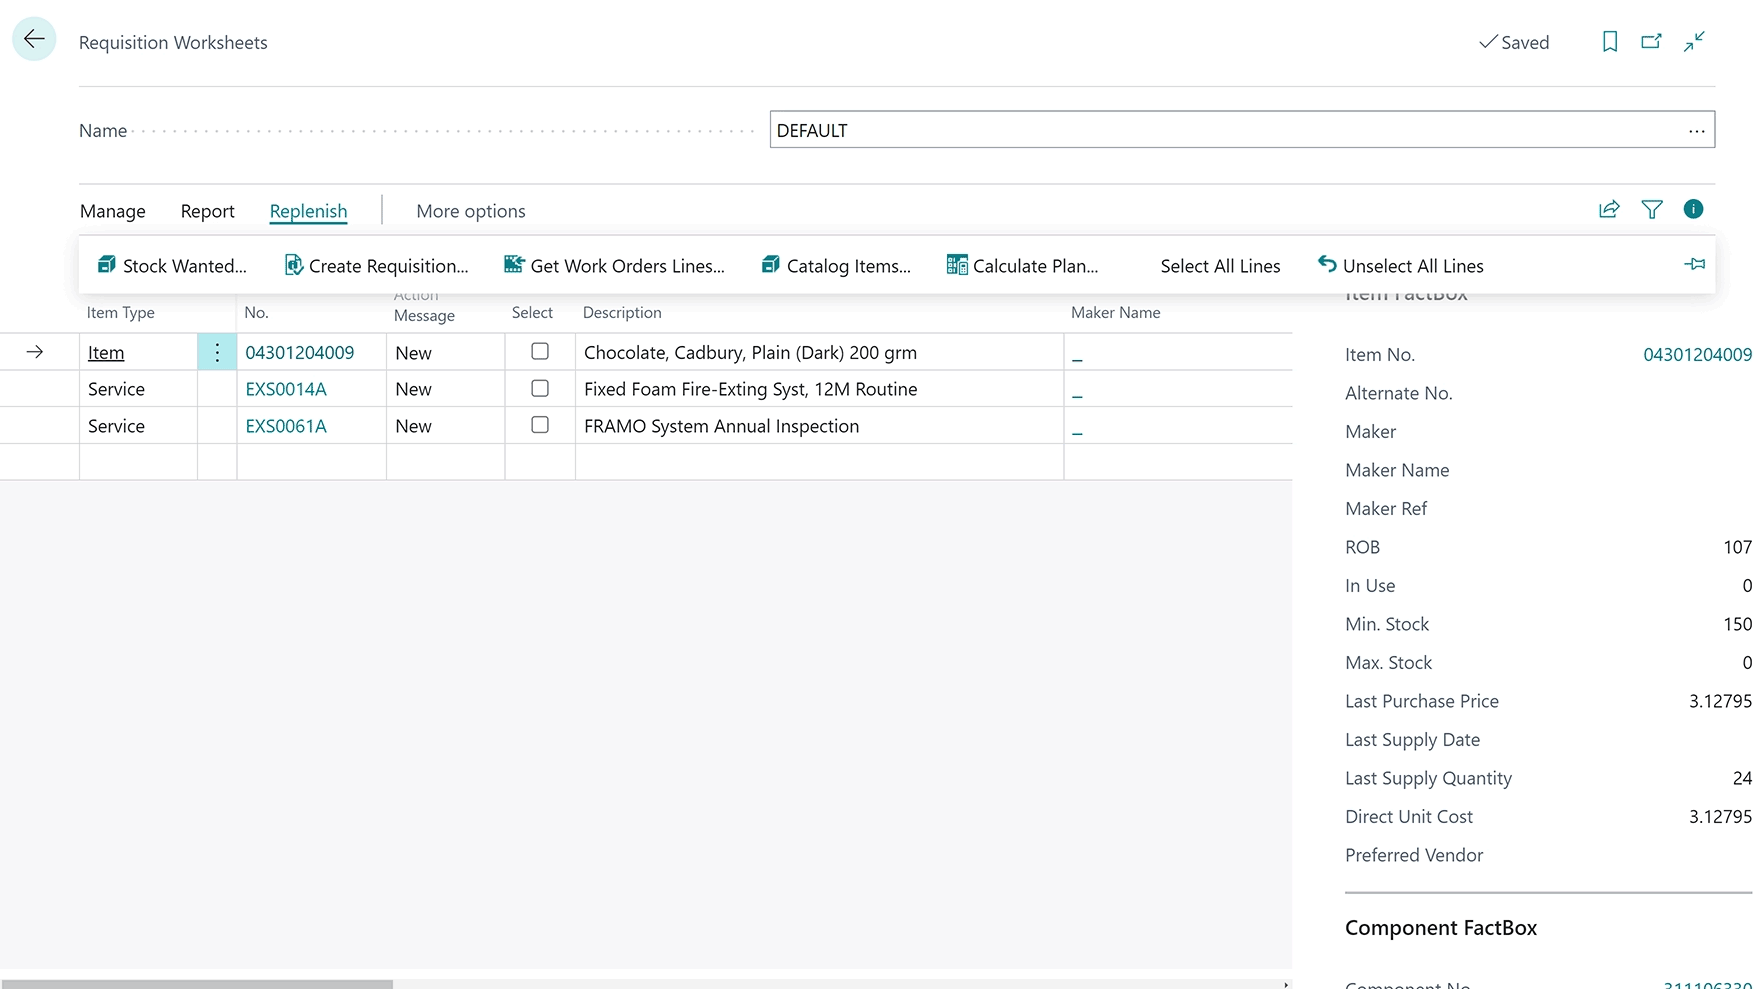 Requisition Worksheets
Saved
Name
DEFAULT
Manage Report Replenish More options
Stock Wanted... Create Requisition... Get Work Orders Lines... Catalog Items... Calculate Plan... Select All Lines Unselect All Lines
Item Type No. Action Message Select Description Maker Name
Item 04301204009 New Chocolate, Cadbury, Plain (Dark) 200 grm _
Service EXS0014A New Fixed Foam Fire-Exting Syst, 12M Routine _
Service EXS0061A New FRAMO System Annual Inspection _
Item FactBox
Item No. 04301204009
Alternate No.
Maker
Maker Name
Maker Ref
ROB 107
In Use 0
Min. Stock 150
Max. Stock 0
Last Purchase Price 3.12795
Last Supply Date
Last Supply Quantity 24
Direct Unit Cost 3.12795
Preferred Vendor
Component FactBox
Component No.